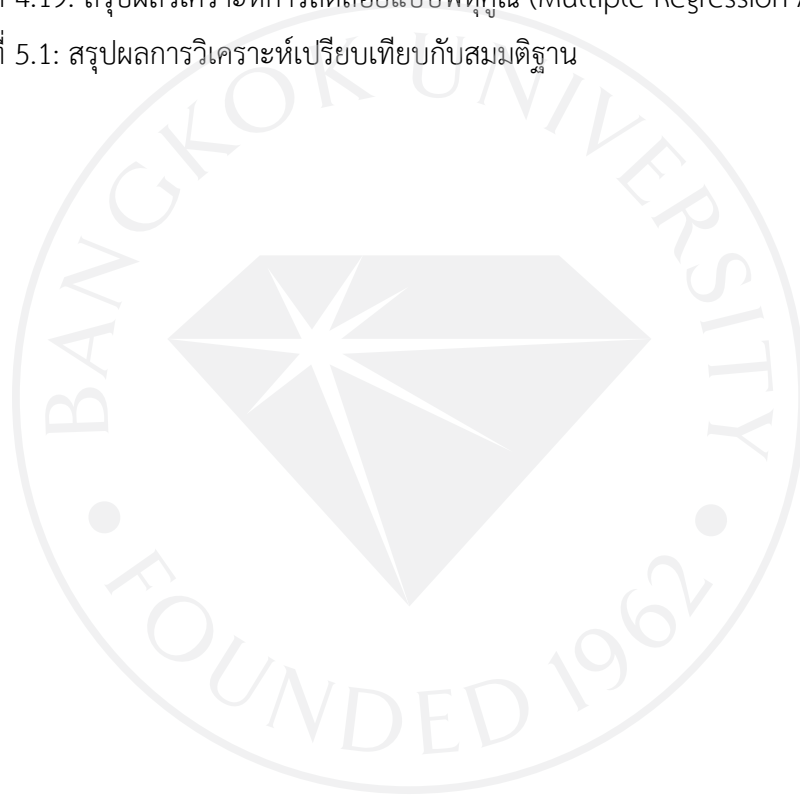 4.19: สรุปผลวิเคราะห์การถดถอยแบบพหุคูณ (Multiple Regression
ที่ 5.1: สรุปผลการวิเคราะห์เปรียบเทียบกับสมมติฐาน
BANGKOK UNIVERSITY
FOUNDED 1962